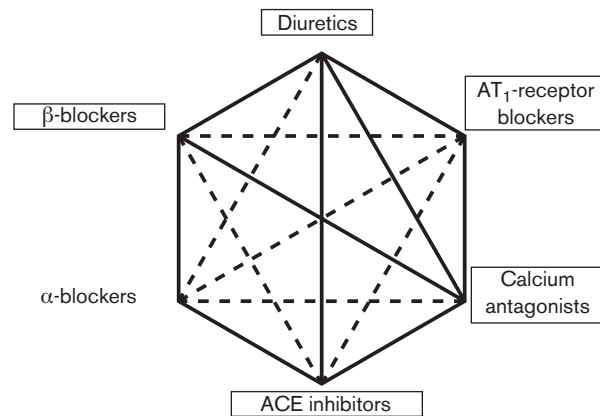 Diuretics
β-blockers
AT₁-receptor
blockers
α-blockers
Calcium
antagonists
ACE inhibitors